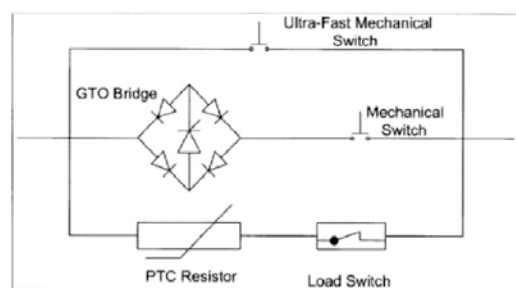 Ultra-Fast Mechanical
Switch
GTO Bridge
Mechanical
Switch
PTC Resistor
Load Switch